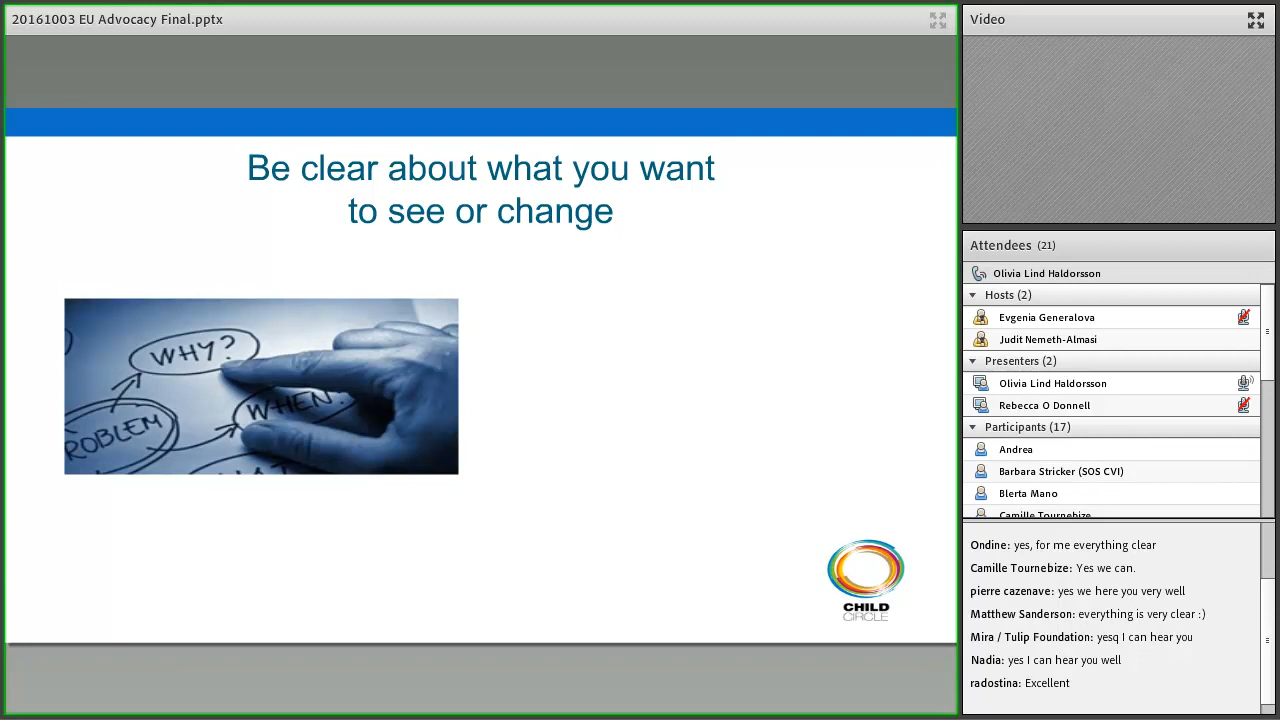 20161003 EU Advocacy Final.pptx
Be clear about what you want
to see or change
WHY?
WHEN?
ROBLEM
CHILD
CIRCLE
Video
Attendees (21)
Olivia Lind Haldorsson
Hosts (2)
Evgenia Generalova
Judit Nemeth-Almasi
Presenters (2)
Olivia Lind Haldorsson
Rebecca O Donnell
Participants (17)
Andrea
Barbara Stricker (SOS CVI)
Blerta Mano
Camille Tournebize
Ondine: yes, for me everything clear
Camille Tournebize: Yes we can.
pierre cazenave: yes we here you very well
Matthew Sanderson: everything is very clear :)
Mira / Tulip Foundation: yesq I can hear you
Nadia: yes I can hear you well
radostina: Excellent